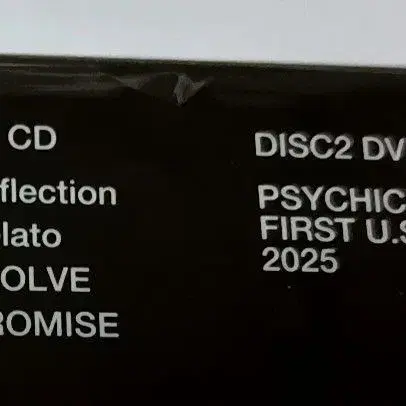 CD
flection
lato
OLVE
ROMISE
DISC2 DV
PSYCHIC
FIRST U.S
2025